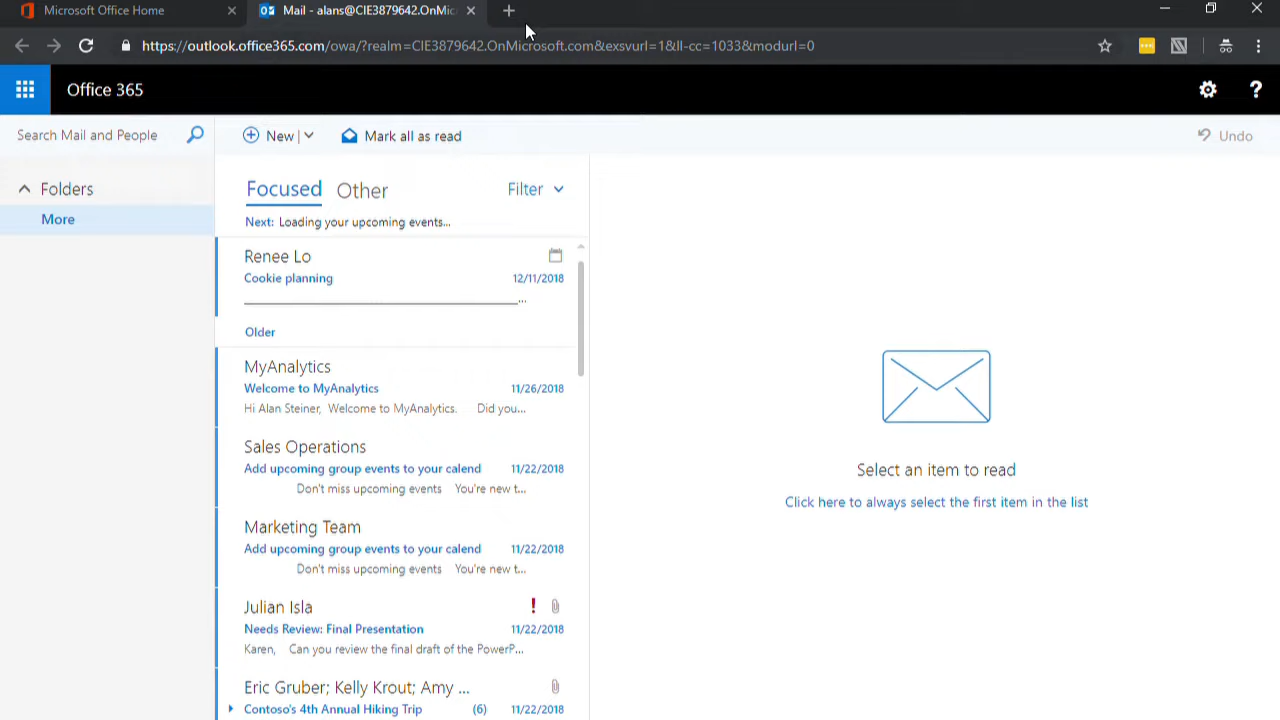 Microsoft Office Home
Mail - alans@CIE3879642.OnMic
https://outlook.office365.com/owa/?realm=CIE3879642.OnMicrosoft.com&exsvurl=1&ll-cc=1033&modurl=0
Office 365
?
Search Mail and People
New
Mark all as read
Undo
Folders
More
Focused
Other
Filter
Next: Loading your upcoming events...
Renee Lo
Cookie planning 12/11/2018
...
Older
MyAnalytics
Welcome to MyAnalytics 11/26/2018
Hi Alan Steiner, Welcome to MyAnalytics. Did you...
Sales Operations
Add upcoming group events to your calend 11/22/2018
Don't miss upcoming events You're new t...
Marketing Team
Add upcoming group events to your calend 11/22/2018
Don't miss upcoming events You're new t...
Julian Isla !
Needs Review: Final Presentation 11/22/2018
Karen, Can you review the final draft of the PowerP...
Eric Gruber; Kelly Krout; Amy ...
Contoso's 4th Annual Hiking Trip (6) 11/22/2018
Select an item to read
Click here to always select the first item in the list